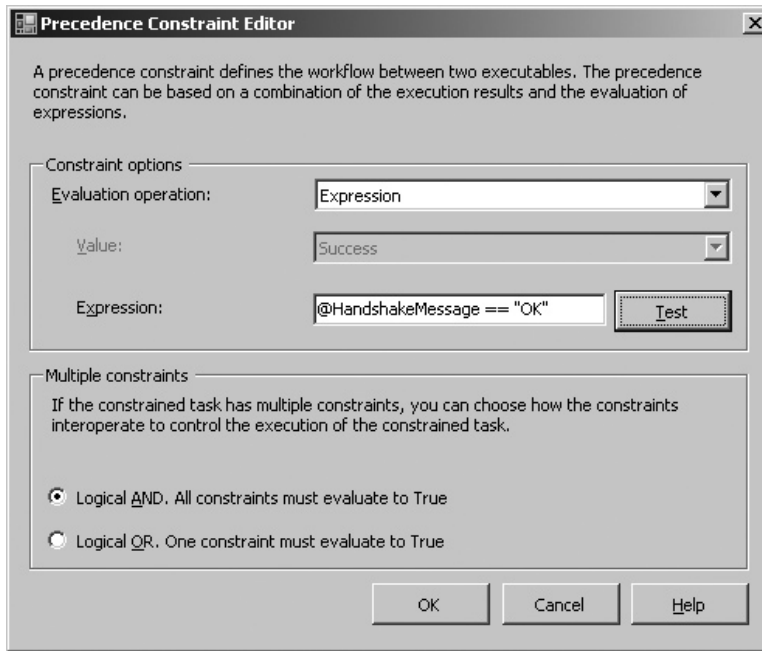 Precedence Constraint Editor
A precedence constraint defines the workflow between two executables. The precedence
constraint can be based on a combination of the execution results and the evaluation of
expressions.
Constraint options
Evaluation operation:
Expression
Value:
Success
Expression:
@HandshakeMessage == "OK"
Test
Multiple constraints
If the constrained task has multiple constraints, you can choose how the constraints
interoperate to control the execution of the constrained task.
Logical AND. All constraints must evaluate to True
Logical OR. One constraint must evaluate to True
OK
Cancel
Help